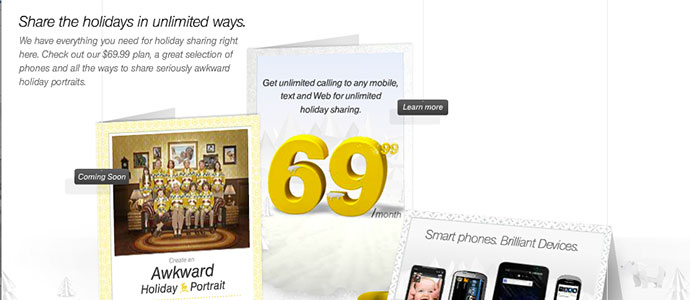 Share the holidays in unlimited ways.
We have everything you need for holiday sharing right
here. Check out our $69.99 plan, a great selection of
phones and all the ways to share seriously awkward
holiday portraits.
Get unlimited calling to any mobile,
text and Web for unlimited
holiday sharing.
Learn more
69.99
/month
Coming Soon
Create an
Awkward
Holiday Portrait
Smart phones. Brilliant Devices.